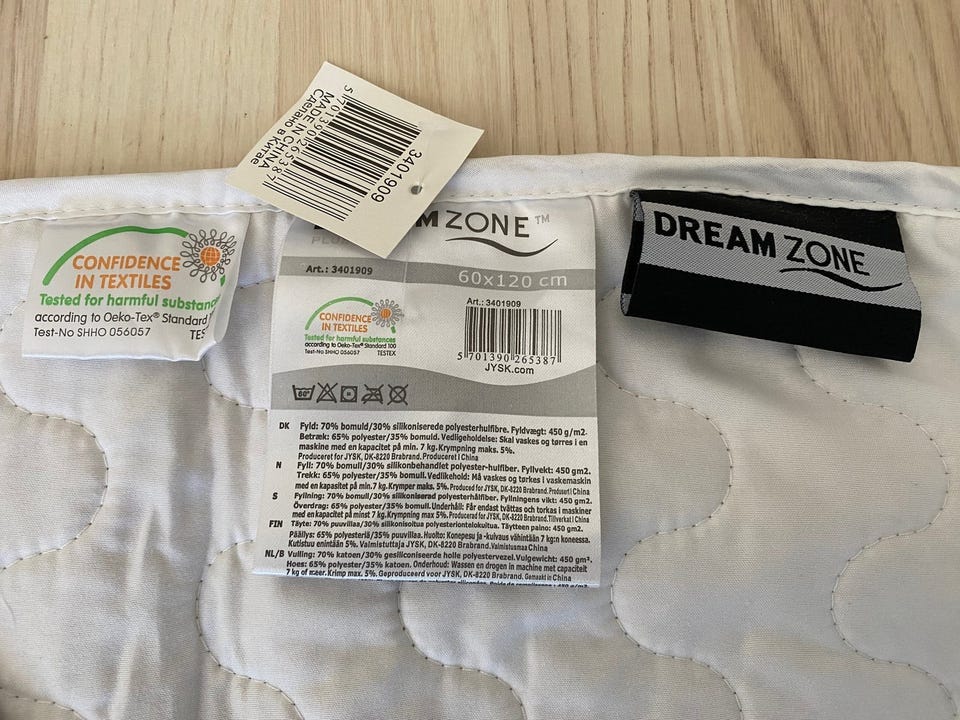 3401909
5 701390 265387
MADE IN CHINA
Сделано в Китае
CONFIDENCE
IN TEXTILES
Tested for harmful substan
according to Oeko-Tex® Standard
Test-No SHHO 056057 TES
MZONE™
Art.: 3401909
60x120 cm
CONFIDENCE
IN TEXTILES
Tested for harmful substances
according to Oeko-Tex® Standard 100
Test-No SHHO 056057 TESTEX
Art.: 3401909
5 701390 265387
JYSK.com
60°
DK Fyld: 70% bomuld/30% silikoniserede polyesterhulfibre. Fyldvægt: 450 g/m2.
Betræk: 65% polyester/35% bomuld. Vedligeholdelse: Skal vaskes og tørres i en
maskine med en kapacitet på min. 7 kg. Krympning maks. 5%.
Produceret for JYSK, DK-8220 Brabrand. Produceret i China
N Fyll: 70% bomull/30% silikonbehandlet polyester-hulfiber. Fyllvekt: 450 gm2.
Trekk: 65% polyester/35% bomull. Vedlikehold: Må vaskes og tørkes i vaskemaskin
med en kapasitet på min. 7 kg. Krymper maks. 5%. Produced for JYSK, DK-8220 Brabrand. Produsert i China
S Fyllning: 70% bomull/30% silikoniserad polyesterhålfiber. Fyllningens vikt: 450 gm2.
Överdrag: 65% polyester/35% bomull. Underhåll: Får endast tvättas och torkas i maskiner
med en kapacitet på minst 7 kg. Krymper max 5%. Produced for JYSK, DK-8220 Brabrand. Tillverkat i China
FIN Täyte: 70% puuvillaa/30% silikonisoitua polyesteriontelokuitua. Täytteen paino: 450 gm2.
Päällys: 65% polyesteriä/35% puuvillaa. Huolto: Konepesu ja -kuivaus vähintään 7 kg:n koneessa.
Kutistuu enintään 5%. Valmistuttaja JYSK, DK-8220 Brabrand. Valmistusmaa China
NL/B Vulling: 70% katoen/30% gesiliconiseerde holle polyestervezel. Vulgewicht: 450 gm².
Hoes: 65% polyester/35% katoen. Onderhoud: Wassen en drogen in machine met capaciteit
7 kg of meer. Krimp max. 5%. Geproduceerd voor JYSK, DK-8220 Brabrand. Gemaakt in China
DREAM ZONE